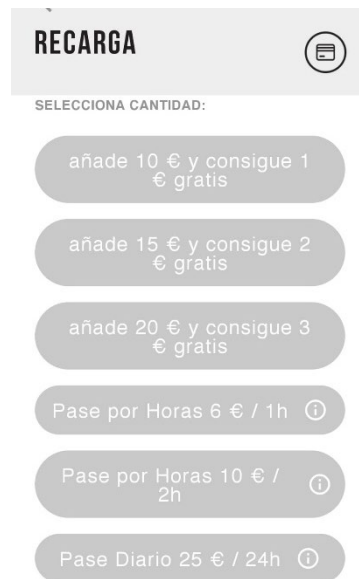 RECARGA
SELECCIONA CANTIDAD:
añade 10 € y consigue 1
€ gratis
añade 15 € y consigue 2
€ gratis
añade 20 € y consigue 3
€ gratis
Pase por Horas 6 € / 1h
Pase por Horas 10 € /
2h
Pase Diario 25 € / 24h